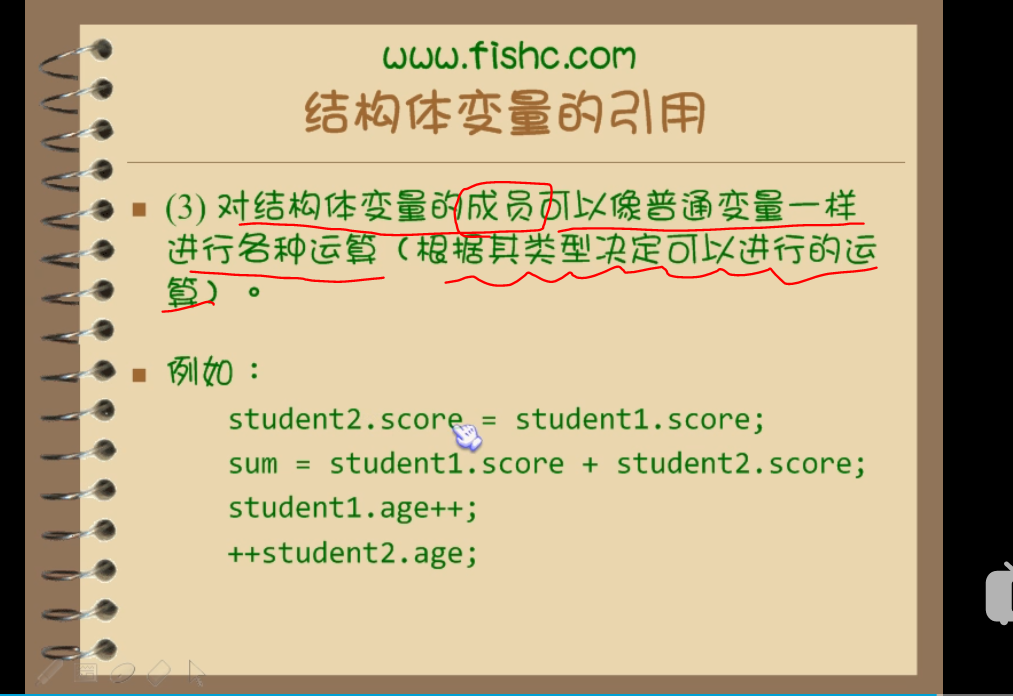 www.fishc.com
结构体变量的引用
(3) 对结构体变量的成员可以像普通变量一样
进行各种运算（根据其类型决定可以进行的运
算）。
例如：
student2.score = student1.score;
sum = student1.score + student2.score;
student1.age++;
++student2.age;